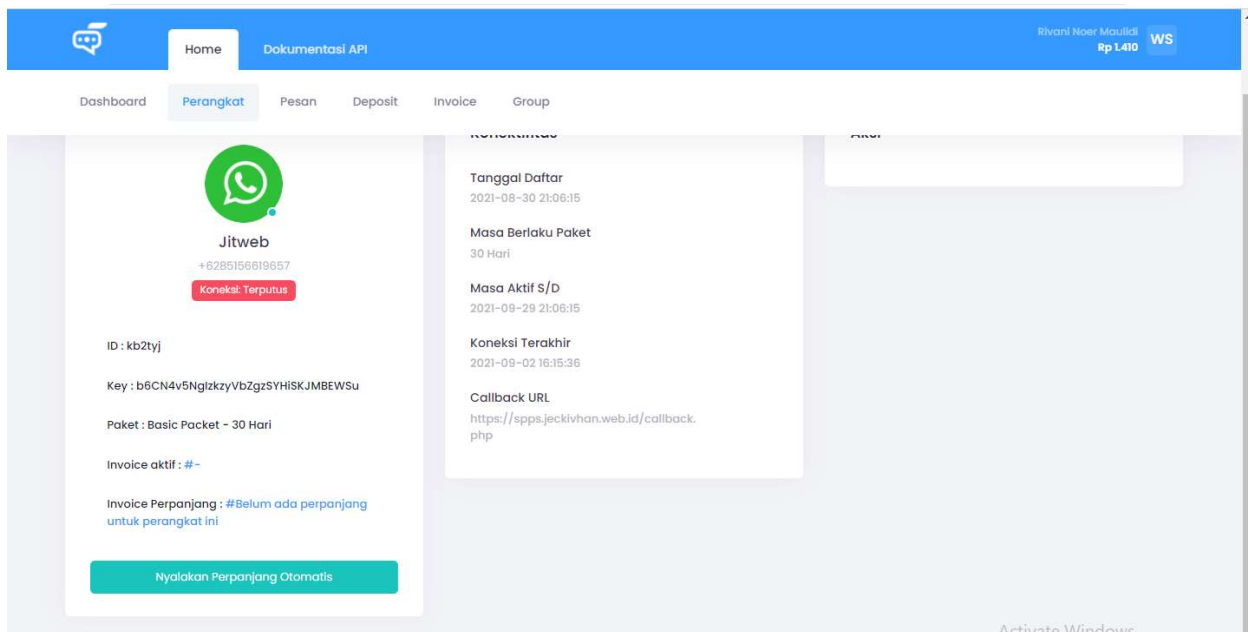 Home
Dokumentasi API
Rivani Noer Maulidi
Rp 1.410
WS
Dashboard
Perangkat
Pesan
Deposit
Invoice
Group
Jitweb
+6285156619657
Koneksi: Terputus
ID : kb2tyj
Key : b6CN4v5NgIzkzyVbZgzSYHiSKJMBEWSu
Paket : Basic Packet - 30 Hari
Invoice aktif : #-
Invoice Perpanjang : #Belum ada perpanjang
untuk perangkat ini
Nyalakan Perpanjang Otomatis
Konektifitas
Tanggal Daftar
2021-08-30 21:06:15
Masa Berlaku Paket
30 Hari
Masa Aktif S/D
2021-09-29 21:06:15
Koneksi Terakhir
2021-09-02 16:15:36
Callback URL
https://spps.jeckivhan.web.id/callback.
php
Aksi
Activate Windows